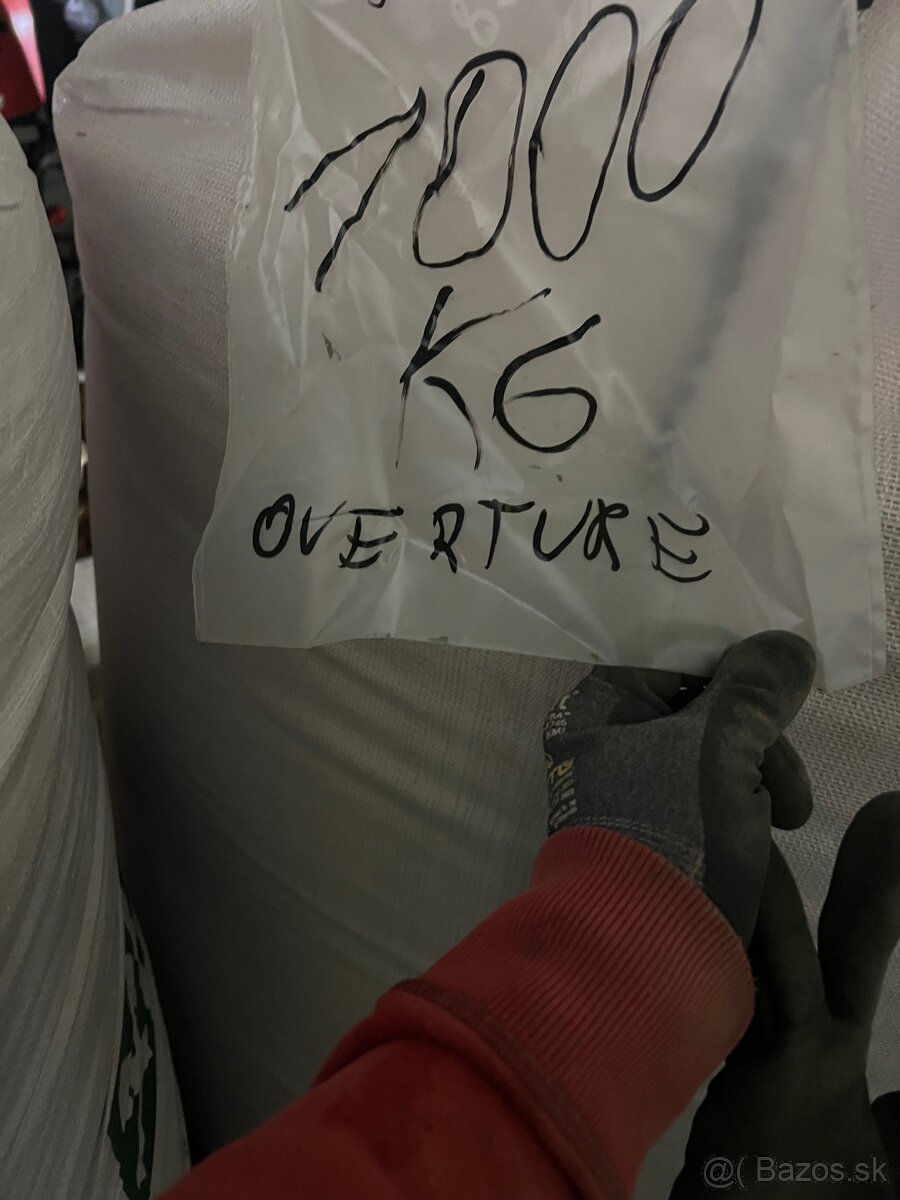 1000
KG
OVERTURE
@( Bazos.sk